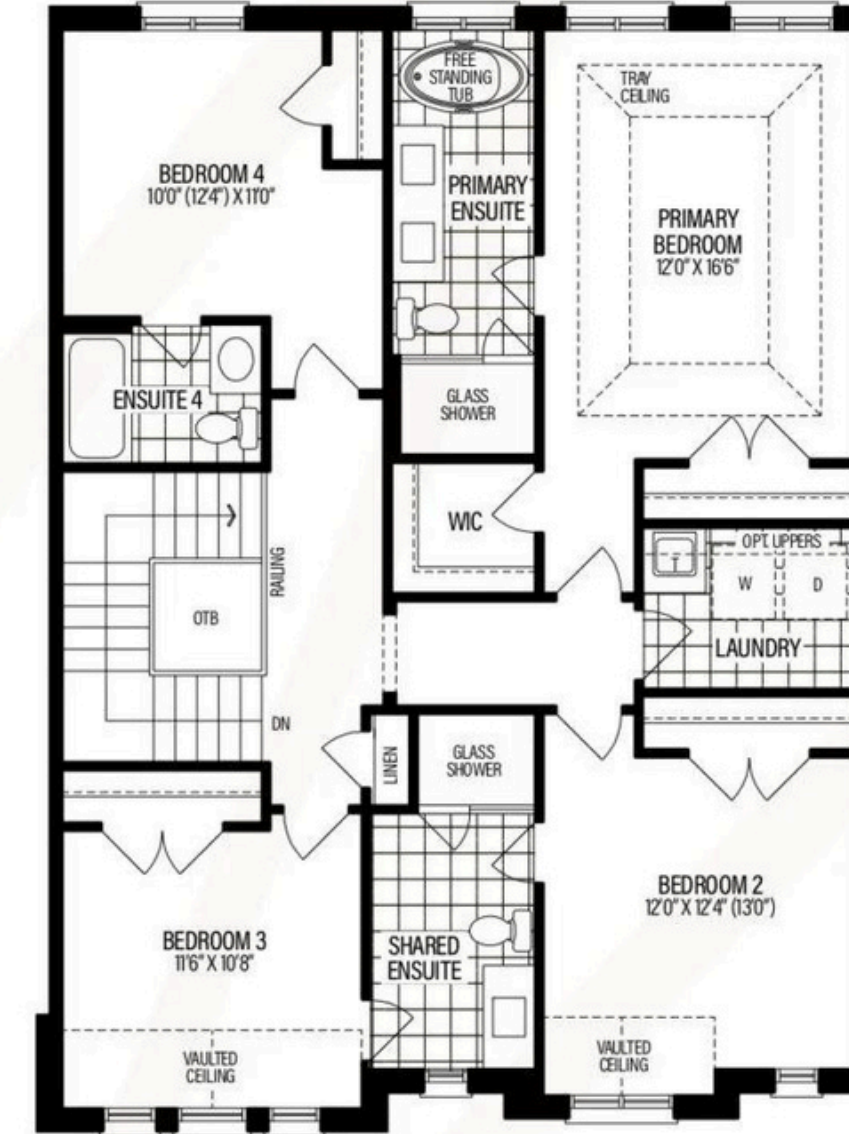 FREE
STANDING
TUB
TRAY
CEILING
BEDROOM 4
10'0" (12'4") X 11'0"
PRIMARY
ENSUITE
PRIMARY
BEDROOM
12'0" X 16'6"
ENSUITE 4
GLASS
SHOWER
WIC
RAILING
OTB
DN
OPT. UPPERS
T
W
D
LAUNDRY
LINEN
GLASS
SHOWER
BEDROOM 2
12'0" X 12'4" (13'0")
BEDROOM 3
11'6" X 10'8"
SHARED
ENSUITE
VAULTED
CEILING
VAULTED
CEILING